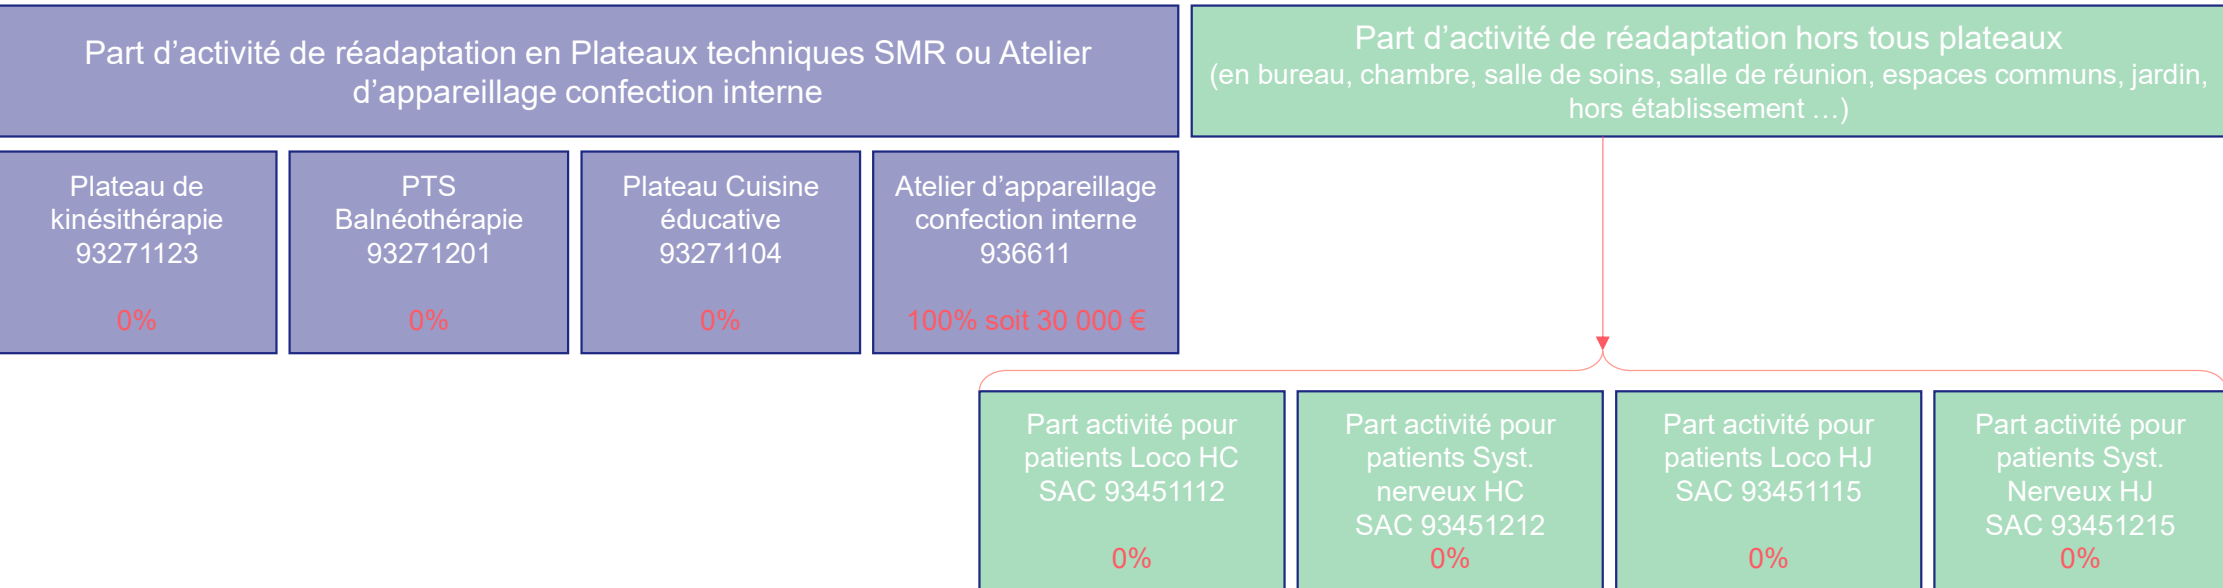 Part d’activité de réadaptation en Plateaux techniques SMR ou Atelier
d’appareillage confection interne
Part d’activité de réadaptation hors tous plateaux
(en bureau, chambre, salle de soins, salle de réunion, espaces communs, jardin,
hors établissement …)
Plateau de
kinésithérapie
93271123
0%
PTS
Balnéothérapie
93271201
0%
Plateau Cuisine
éducative
93271104
0%
Atelier d’appareillage
confection interne
936611
100% soit 30 000 €
Part activité pour
patients Loco HC
SAC 93451112
0%
Part activité pour
patients Syst.
nerveux HC
SAC 93451212
0%
Part activité pour
patients Loco HJ
SAC 93451115
0%
Part activité pour
patients Syst.
Nerveux HJ
SAC 93451215
0%